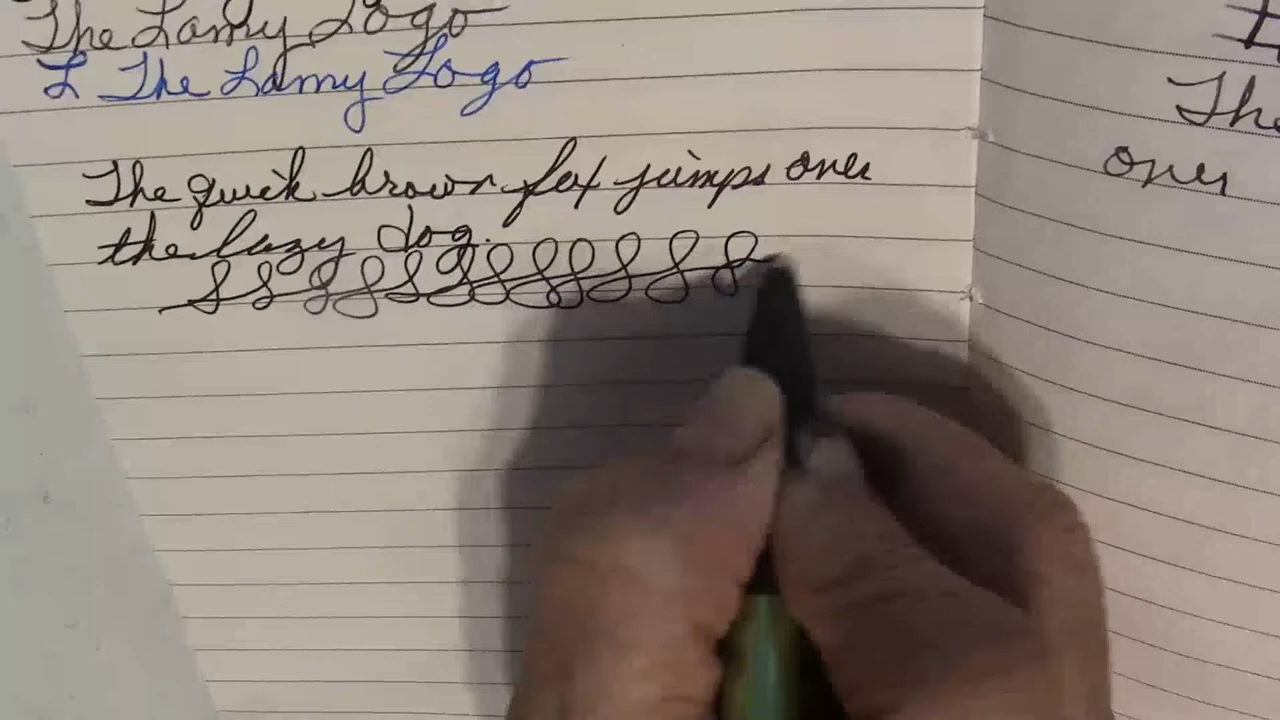 The Lamy Logo
L The Lamy Logo
The quick brown fox jumps over
the lazy dog.
The
over